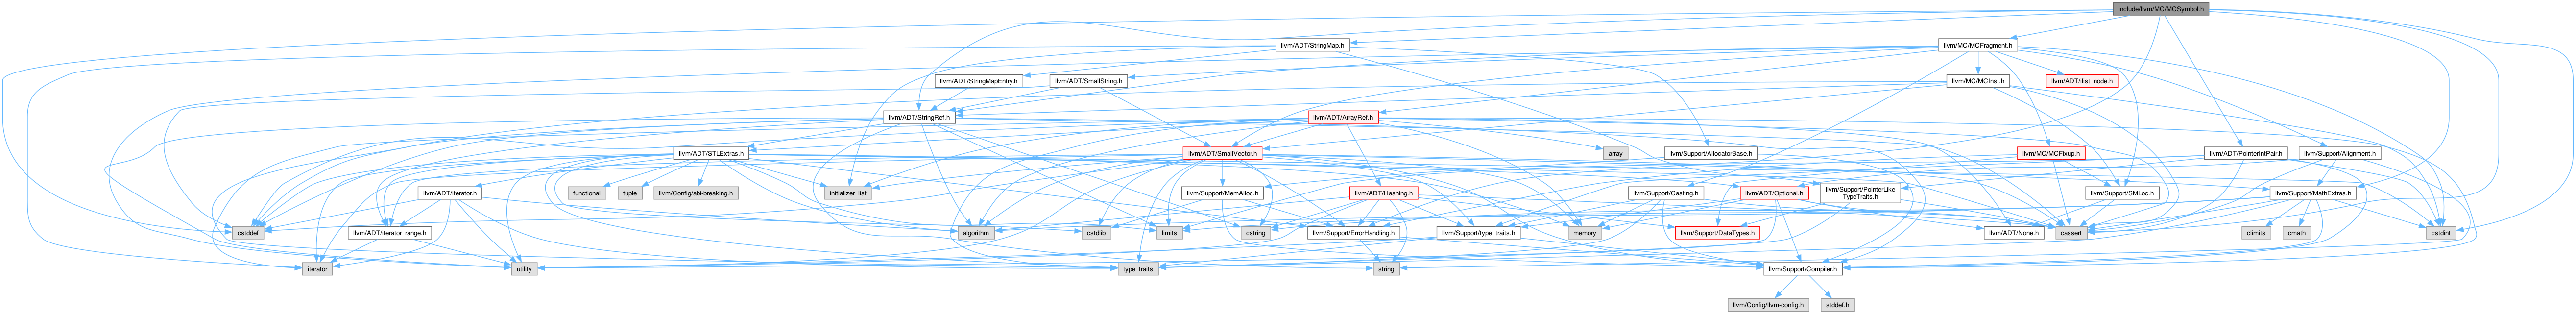 include/llvm/MC/MCSymbol.h
llvm/ADT/StringMap.h
llvm/MC/MCFragment.h
llvm/ADT/StringMapEntry.h
llvm/ADT/SmallString.h
llvm/MC/MCInst.h
llvm/ADT/ilist_node.h
llvm/ADT/StringRef.h
llvm/ADT/ArrayRef.h
llvm/ADT/STLExtras.h
llvm/ADT/SmallVector.h
llvm/Support/AllocatorBase.h
array
llvm/MC/MCFixup.h
llvm/ADT/PointerIntPair.h
llvm/Support/Alignment.h
llvm/ADT/iterator.h
functional
tuple
llvm/Config/abi-breaking.h
initializer_list
llvm/Support/MemAlloc.h
llvm/ADT/Hashing.h
llvm/Support/Casting.h
llvm/ADT/Optional.h
llvm/Support/PointerLike
TypeTraits.h
llvm/Support/SMLoc.h
llvm/Support/MathExtras.h
cstddef
llvm/ADT/iterator_range.h
algorithm
cstdlib
limits
cstring
llvm/Support/ErrorHandling.h
llvm/Support/type_traits.h
memory
llvm/Support/DataTypes.h
llvm/ADT/None.h
cassert
climits
cmath
cstdint
iterator
utility
type_traits
string
llvm/Support/Compiler.h
llvm/Config/llvm-config.h
stddef.h